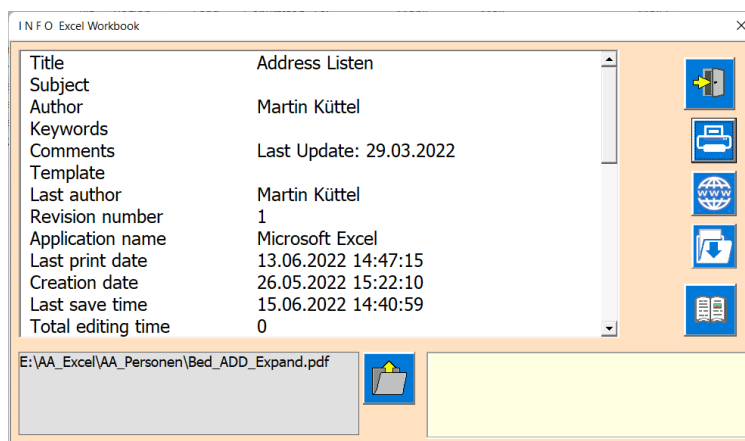 I N F O Excel Workbook
Title Address Listen
Subject
Author Martin Küttel
Keywords
Comments Last Update: 29.03.2022
Template
Last author Martin Küttel
Revision number 1
Application name Microsoft Excel
Last print date 13.06.2022 14:47:15
Creation date 26.05.2022 15:22:10
Last save time 15.06.2022 14:40:59
Total editing time 0
E:\AA_Excel\AA_Personen\Bed_ADD_Expand.pdf
WWW